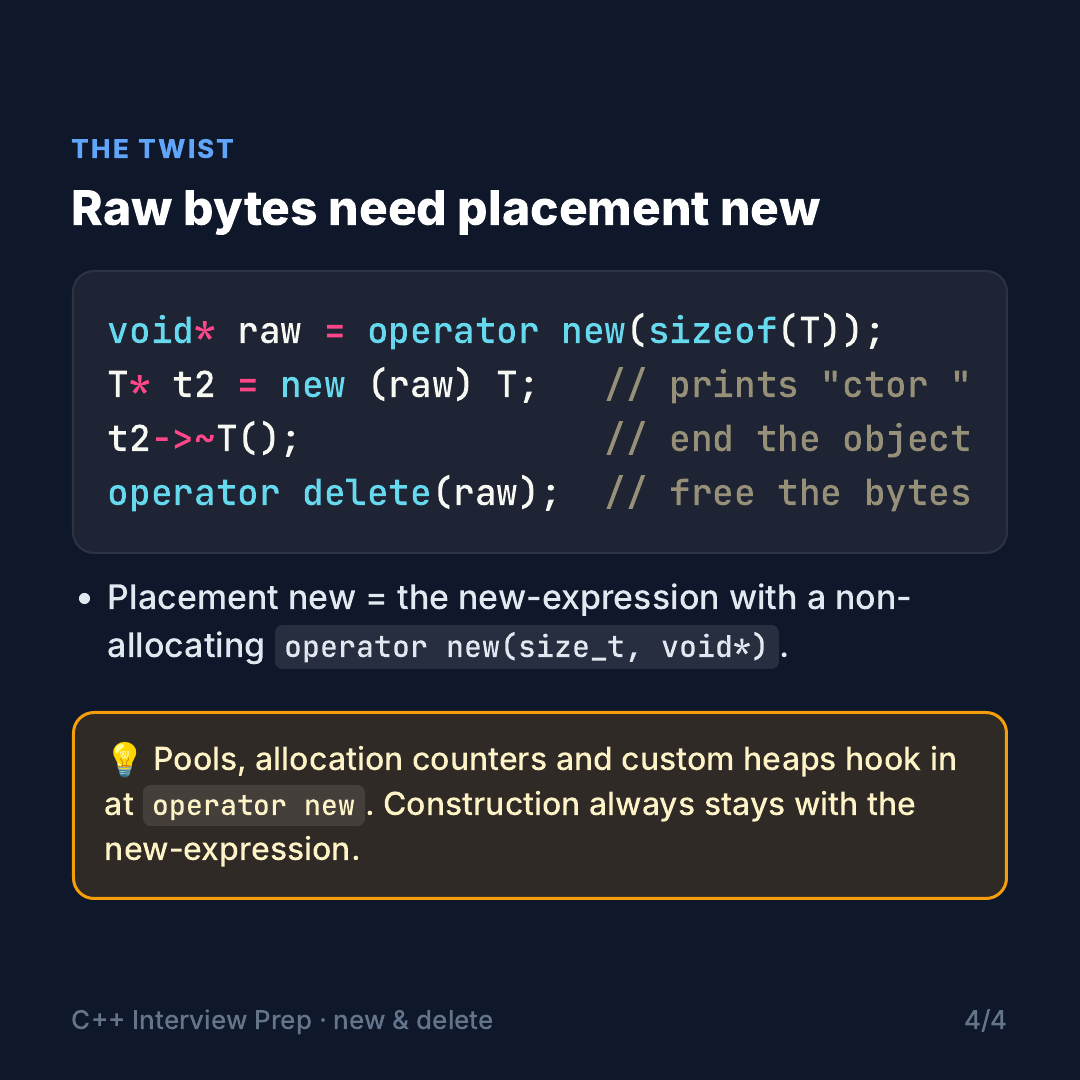 THE TWIST
Raw bytes need placement new
void* raw = operator new(sizeof(T));
T* t2 = new (raw) T;   // prints "ctor "
t2->~T();              // end the object
operator delete(raw);  // free the bytes
• Placement new = the new-expression with a non-
allocating operator new(size_t, void*).
💡 Pools, allocation counters and custom heaps hook in
at operator new. Construction always stays with the
new-expression.
C++ Interview Prep · new & delete
4/4